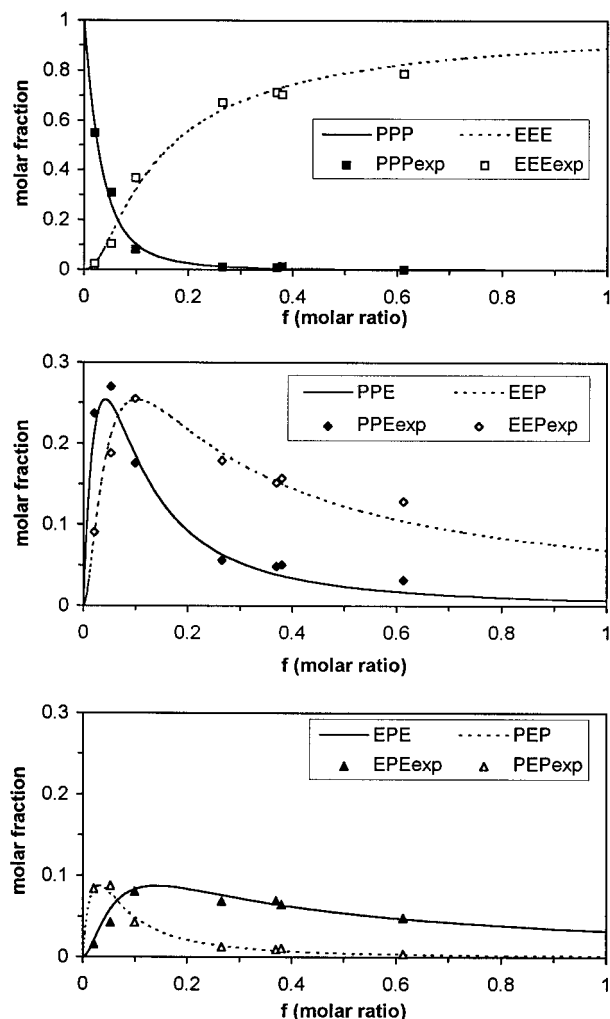 1
0.8
0.6
0.4
0.2
0
molar fraction
PPP
EEE
PPPexp
EEEexp
0
0.2
0.4
0.6
0.8
1
f (molar ratio)
0.3
0.2
0.1
0
molar fraction
PPE
EEP
PPEexp
EEPexp
0
0.2
0.4
0.6
0.8
1
f (molar ratio)
0.3
0.2
0.1
0
molar fraction
EPE
PEP
EPEexp
PEPexp
0
0.2
0.4
0.6
0.8
1
f (molar ratio)